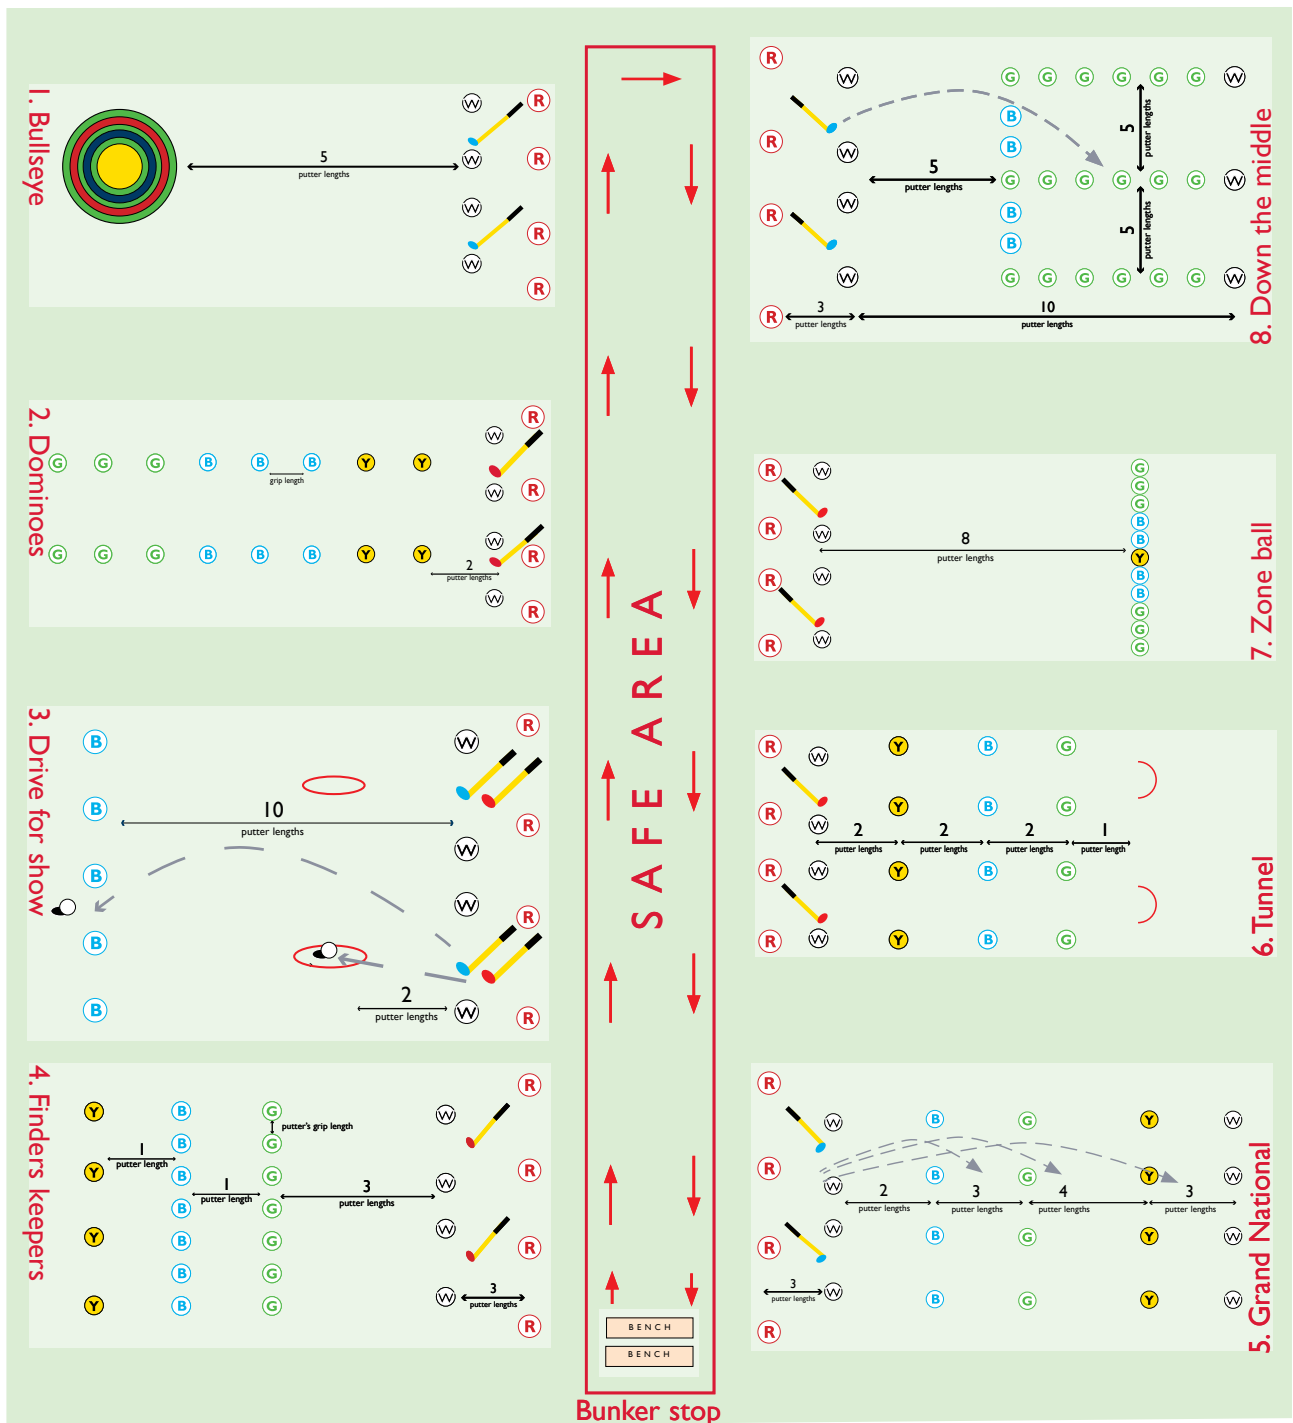 1. Bullseye
W R
5
putter lengths
W R
W R
W R
2. Dominoes
R
W
G G G B B B Y Y
grip length
W R
W
G G G B B B Y Y R
2
putter lengths
W
R
3. Drive for show
R
B W
B 10
putter lengths
R
W
B
W
R
B
2
putter lengths
B W R
4. Finders keepers
R
Y B G W
putter's grip length
B G
1
putter length
Y B G R
1
putter length
3
putter lengths
W
B G
W
Y B G R
B G
3
putter lengths
Y B G W
R
SAFE AREA
BENCH
BENCH
Bunker stop
8. Down the middle
R
W G G G G G G W
B
5
putter lengths
R
B
W
5
putter lengths
G G G G G G W
W
R B
5
putter lengths
B
W G G G G G G W
R
3
putter lengths
10
putter lengths
7. Zone ball
R W G
G
G
B
R W B
8
putter lengths
Y
R W B
B
G
G
R W G
6. Tunnel
R W Y B G
R Y B G
W
2
putter lengths
2
putter lengths
2
putter lengths
1
putter length
R W Y B G
R W Y B G
5. Grand National
R
W B G Y W
R B G Y W
W
2
putter lengths
3
putter lengths
4
putter lengths
3
putter lengths
W B G Y W
R
3
putter lengths
W B G Y W
R